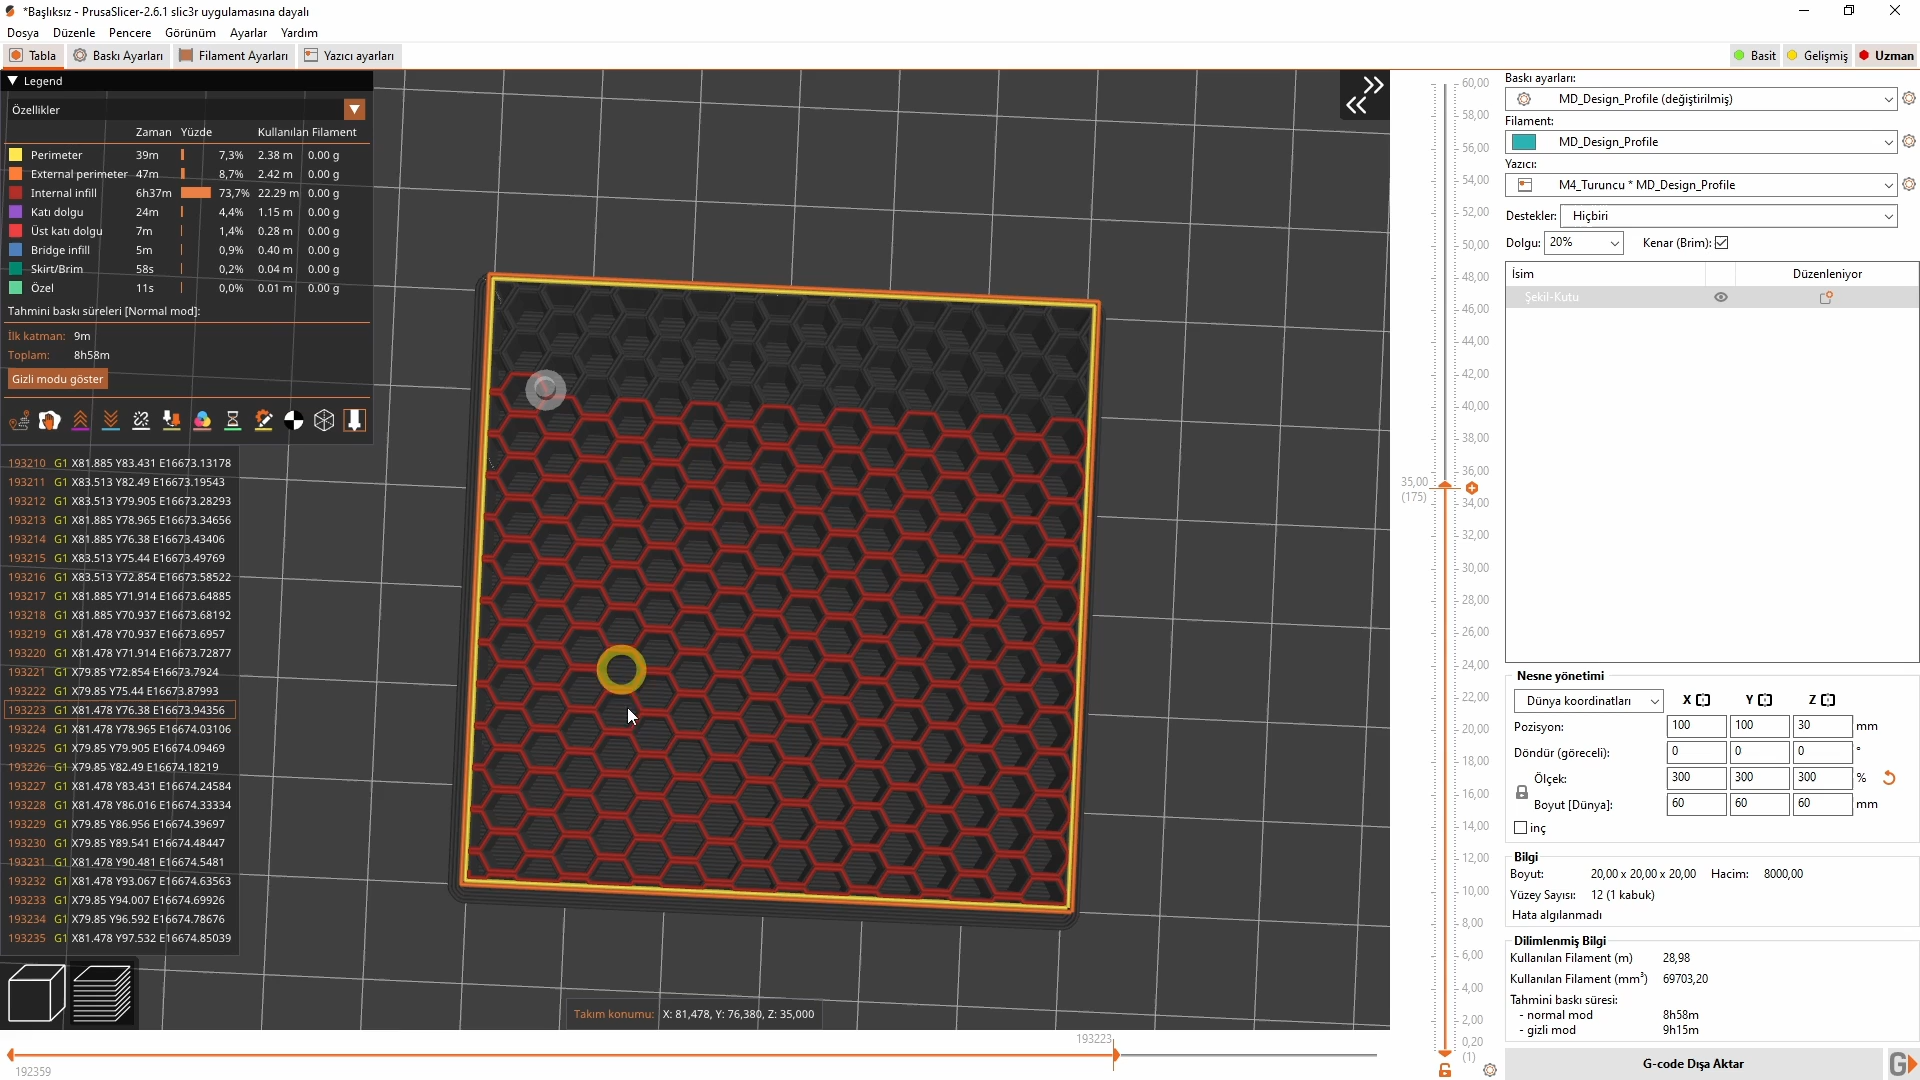 *Başlıksız - PrusaSlicer-2.6.1 slic3r uygulamasına dayalı
Dosya Düzenle Pencere Görünüm Ayarlar Yardım
Tabla Baskı Ayarları Filament Ayarları Yazıcı ayarları Basit Gelişmiş Uzman
Legend
Özellikler
Zaman Yüzde Kullanılan Filament
Perimeter 39m 7,3% 2.38 m 0.00 g
External perimeter 47m 8,7% 2.42 m 0.00 g
Internal infill 6h37m 73,7% 22.29 m 0.00 g
Katı dolgu 24m 4,4% 1.15 m 0.00 g
Üst katı dolgu 7m 1,4% 0.28 m 0.00 g
Bridge infill 5m 0,9% 0.40 m 0.00 g
Skirt/Brim 58s 0,2% 0.04 m 0.00 g
Özel 11s 0,0% 0.01 m 0.00 g
Tahmini baskı süreleri [Normal mod]:
İlk katman: 9m
Toplam: 8h58m
Gizli modu göster
193210 G1 X81.885 Y83.431 E16673.13178
193211 G1 X83.513 Y82.49 E16673.19543
193212 G1 X83.513 Y79.905 E16673.28293
193213 G1 X81.885 Y78.965 E16673.34656
193214 G1 X81.885 Y76.38 E16673.43406
193215 G1 X83.513 Y75.44 E16673.49769
193216 G1 X83.513 Y72.854 E16673.58522
193217 G1 X81.885 Y71.914 E16673.64885
193218 G1 X81.885 Y70.937 E16673.68192
193219 G1 X81.478 Y70.937 E16673.6957
193220 G1 X81.478 Y71.914 E16673.72877
193221 G1 X79.85 Y72.854 E16673.7924
193222 G1 X79.85 Y75.44 E16673.87993
193223 G1 X81.478 Y76.38 E16673.94356
193224 G1 X81.478 Y78.965 E16674.03106
193225 G1 X79.85 Y79.905 E16674.09469
193226 G1 X79.85 Y82.49 E16674.18219
193227 G1 X81.478 Y83.431 E16674.24584
193228 G1 X81.478 Y86.016 E16674.33334
193229 G1 X79.85 Y86.956 E16674.39697
193230 G1 X79.85 Y89.541 E16674.48447
193231 G1 X81.478 Y90.481 E16674.5481
193232 G1 X81.478 Y93.067 E16674.63563
193233 G1 X79.85 Y94.007 E16674.69926
193234 G1 X79.85 Y96.592 E16674.78676
193235 G1 X81.478 Y97.532 E16674.85039
Takım konumu: X: 81,478, Y: 76,380, Z: 35,000
193223
192359
60,00
58,00
56,00
54,00
52,00
50,00
48,00
46,00
44,00
42,00
40,00
38,00
36,00
35,00
(175)
34,00
32,00
30,00
28,00
26,00
24,00
22,00
20,00
18,00
16,00
14,00
12,00
10,00
8,00
6,00
4,00
2,00
0,20
(1)
Baskı ayarları:
MD_Design_Profile (değiştirilmiş)
Filament:
MD_Design_Profile
Yazıcı:
M4_Turuncu * MD_Design_Profile
Destekler: Hiçbiri
Dolgu: 20% Kenar (Brim):
İsim Düzenleniyor
Şekil-Kutu
Nesne yönetimi
Dünya koordinatları X Y Z
Pozisyon: 100 100 30 mm
Döndür (göreceli): 0 0 0 °
Ölçek: 300 300 300 %
Boyut [Dünya]: 60 60 60 mm
inç
Bilgi
Boyut: 20,00 x 20,00 x 20,00 Hacim: 8000,00
Yüzey Sayısı: 12 (1 kabuk)
Hata algılanmadı
Dilimlenmiş Bilgi
Kullanılan Filament (m) 28,98
Kullanılan Filament (mm³) 69703,20
Tahmini baskı süresi:
- normal mod 8h58m
- gizli mod 9h15m
G-code Dışa Aktar
G